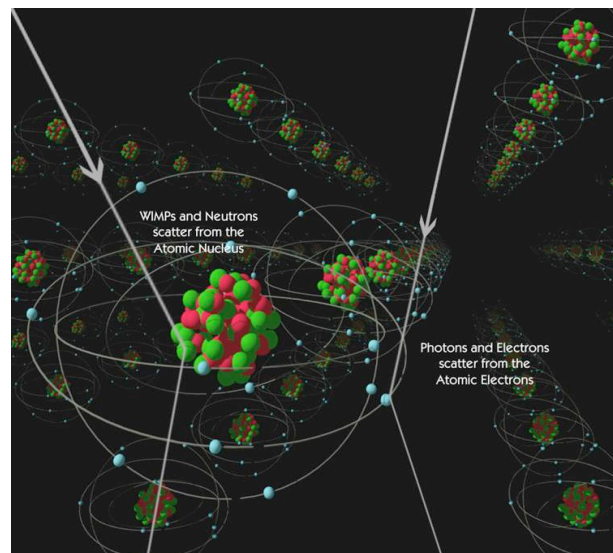 WIMPs and Neutrons
scatter from the
Atomic Nucleus
Photons and Electrons
scatter from the
Atomic Electrons